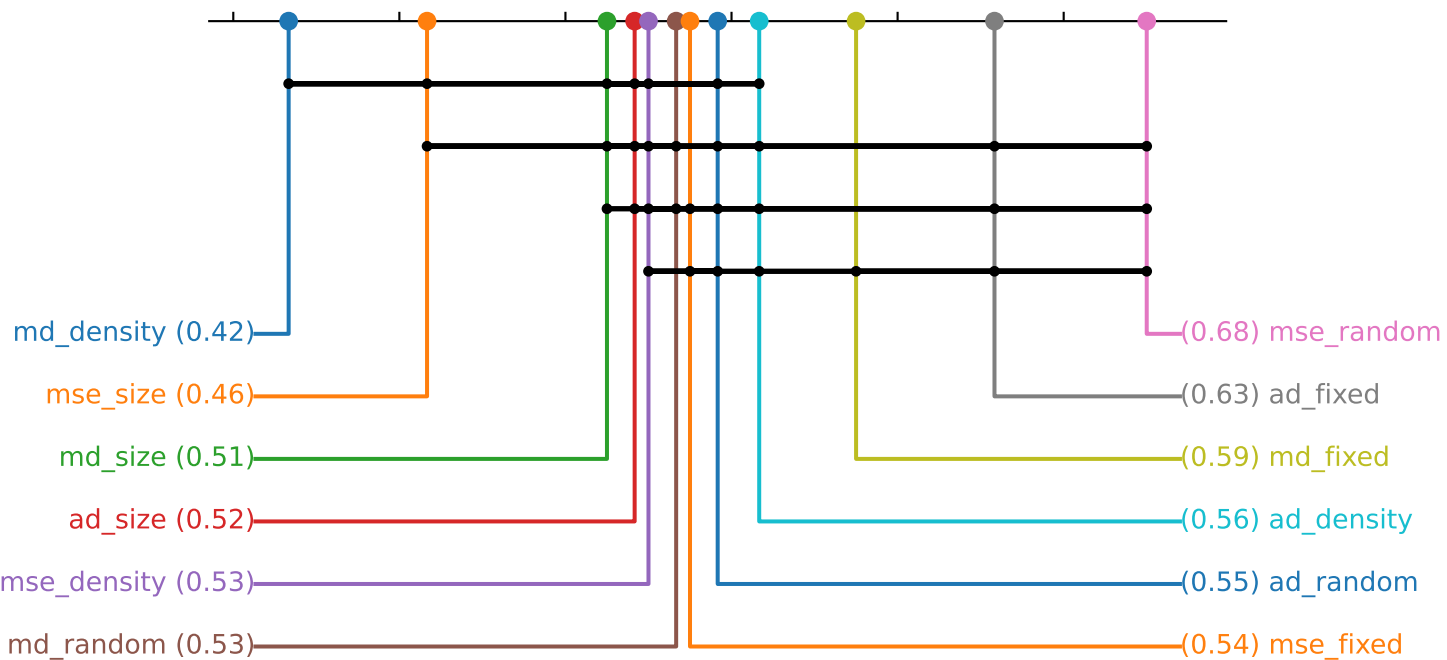 md_density (0.42)
(0.68) mse_random
mse_size (0.46)
(0.63) ad_fixed
md_size (0.51)
(0.59) md_fixed
ad_size (0.52)
(0.56) ad_density
mse_density (0.53)
(0.55) ad_random
md_random (0.53)
(0.54) mse_fixed